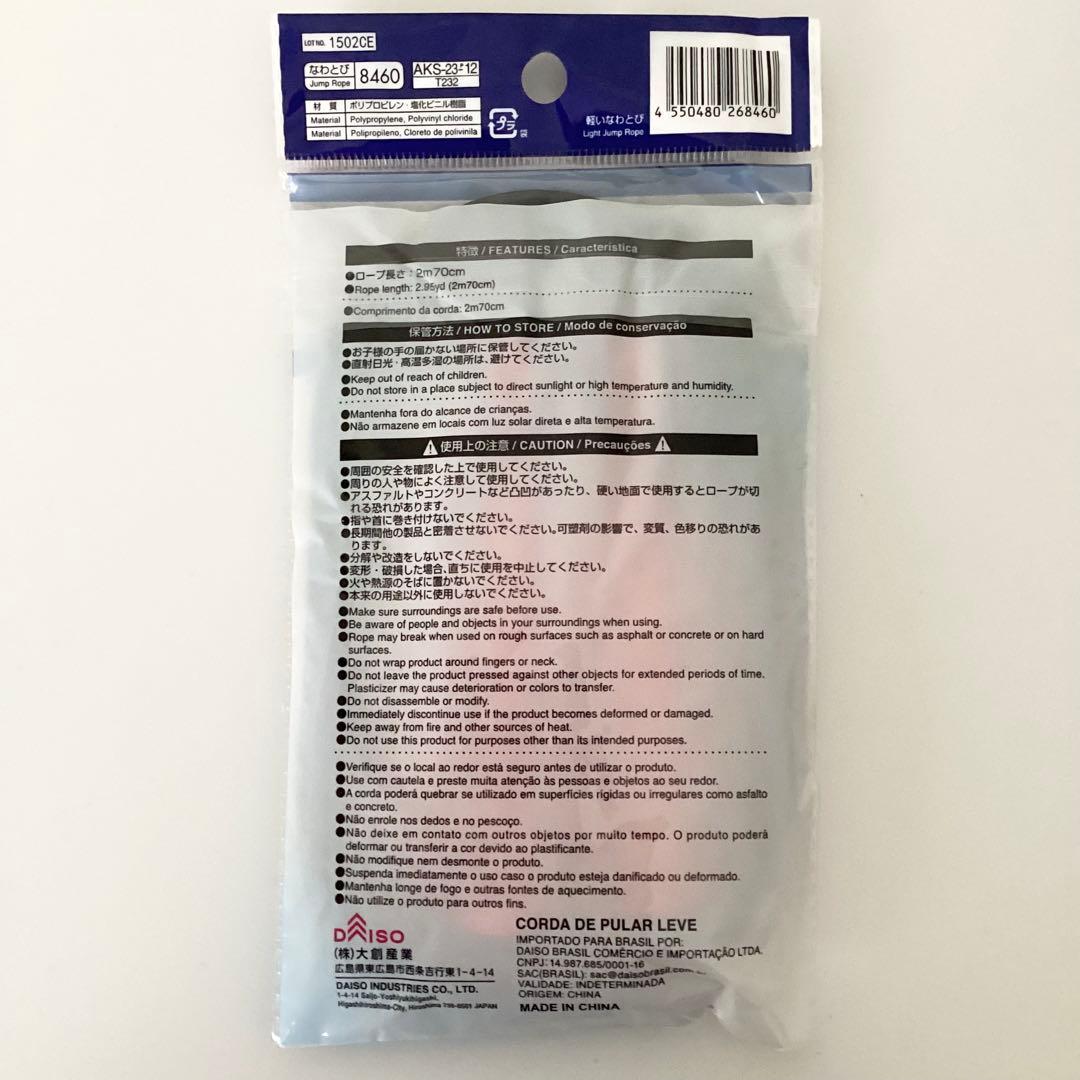 LOT NO. 1502CE
なわとび
Jump Rope
8460
AKS-23#12
T232
材質 ポリプロピレン・塩化ビニル樹脂
Material Polypropylene, Polyvinyl chloride
Material Polipropileno, Cloreto de polivinila
プラ
袋
軽いなわとび
Light Jump Rope
4 550480 268460
特徴 / FEATURES / Característica
●ロープ長さ：2m70cm
●Rope length: 2.95yd (2m70cm)
●Comprimento da corda: 2m70cm
保管方法 / HOW TO STORE / Modo de conservação
●お子様の手の届かない場所に保管してください。
●直射日光・高温多湿の場所は、避けてください。
●Keep out of reach of children.
●Do not store in a place subject to direct sunlight or high temperature and humidity.
●Mantenha fora do alcance de crianças.
●Não armazene em locais com luz solar direta e alta temperatura.
使用上の注意 / CAUTION / Precauções
●周囲の安全を確認した上で使用してください。
●周りの人や物によく注意して使用してください。
●アスファルトやコンクリートなど凸凹があったり、硬い地面で使用するとロープが切
れる恐れがあります。
●指や首に巻き付けないでください。
●長期間他の製品と密着させないでください。可塑剤の影響で、変質、色移りの恐れがあ
ります。
●分解や改造をしないでください。
●変形・破損した場合、直ちに使用を中止してください。
●火や熱源のそばに置かないでください。
●本来の用途以外に使用しないでください。
●Make sure surroundings are safe before use.
●Be aware of people and objects in your surroundings when using.
●Rope may break when used on rough surfaces such as asphalt or concrete or on hard
surfaces.
●Do not wrap product around fingers or neck.
●Do not leave the product pressed against other objects for extended periods of time.
Plasticizer may cause deterioration or colors to transfer.
●Do not disassemble or modify.
●Immediately discontinue use if the product becomes deformed or damaged.
●Keep away from fire and other sources of heat.
●Do not use this product for purposes other than its intended purposes.
●Verifique se o local ao redor está seguro antes de utilizar o produto.
●Use com cautela e preste muita atenção às pessoas e objetos ao seu redor.
●A corda poderá quebrar se utilizado em superfícies rígidas ou irregulares como asfalto
e concreto.
●Não enrole nos dedos e no pescoço.
●Não deixe em contato com outros objetos por muito tempo. O produto poderá
deformar ou transferir a cor devido ao plastificante.
●Não modifique nem desmonte o produto.
●Suspenda imediatamente o uso caso o produto esteja danificado ou deformado.
●Mantenha longe de fogo e outras fontes de aquecimento.
●Não utilize o produto para outros fins.
DAISO
(株)大創産業
広島県東広島市西条吉行東1-4-14
DAISO INDUSTRIES CO., LTD.
1-4-14 Saijo-Yoshiyukihigashi,
Higashihiroshima-City, Hiroshima 739-8501 JAPAN
CORDA DE PULAR LEVE
IMPORTADO PARA BRASIL POR:
DAISO BRASIL COMÉRCIO E IMPORTAÇÃO LTDA.
CNPJ: 14.987.685/0001-16
SAC(BRASIL): sac@daisobrasil.com
VALIDADE: INDETERMINADA
ORIGEM: CHINA
MADE IN CHINA